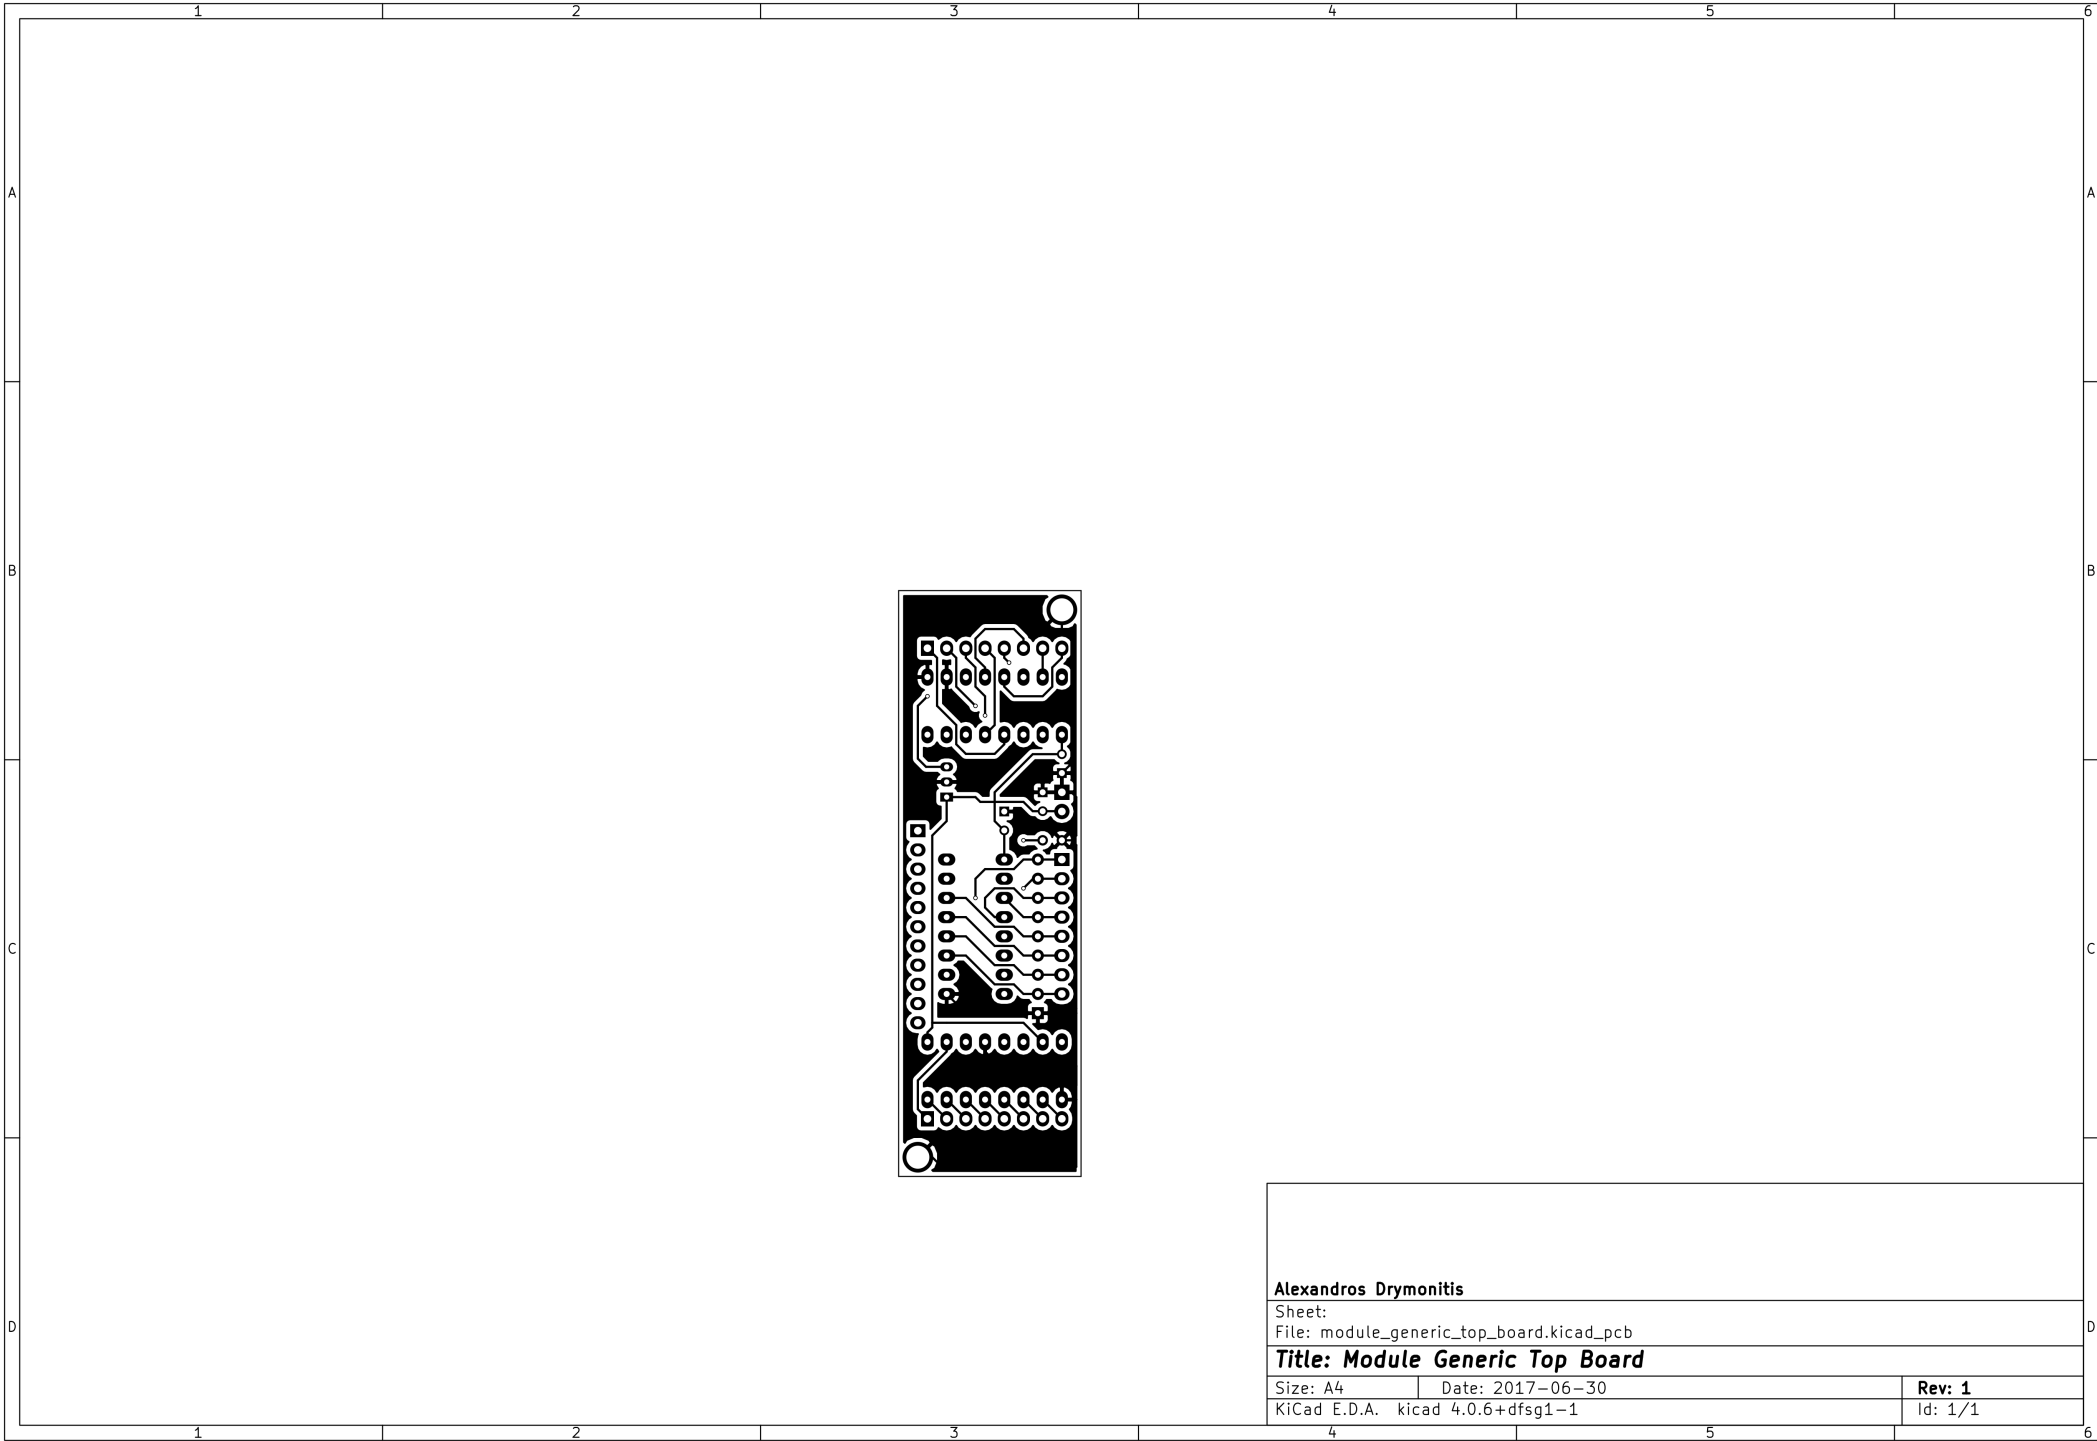 1 2 3 4 5 6
A A
B B
C C
Alexandros Drymonitis
Sheet:
File: module_generic_top_board.kicad_pcb
D D
Title: Module Generic Top Board
Size: A4 Date: 2017-06-30 Rev: 1
KiCad E.D.A. kicad 4.0.6+dfsg1-1 Id: 1/1
1 2 3 4 5 6